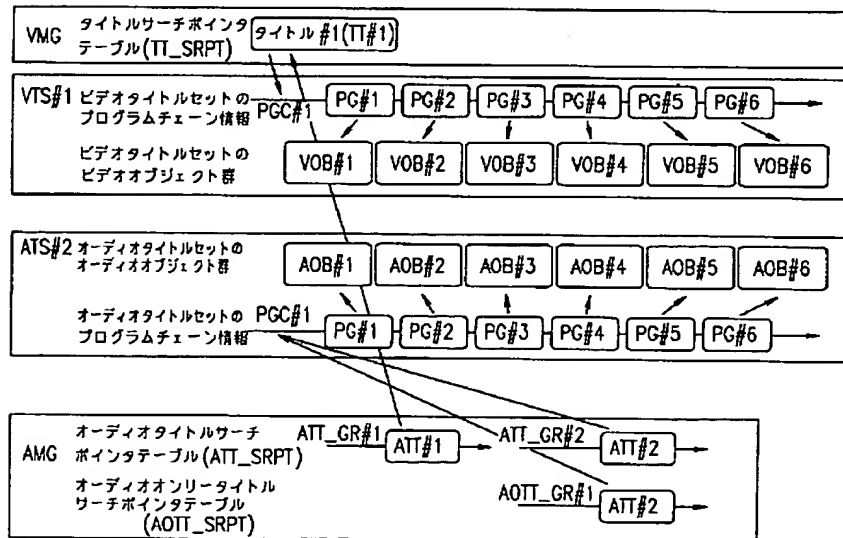 VMG タイトルサーチポインタ
テーブル(TT_SRPT)
タイトル#1(TT#1)
VTS#1 ビデオタイトルセットの
プログラムチェーン情報
PGC#1
PG#1 PG#2 PG#3 PG#4 PG#5 PG#6
ビデオタイトルセットの
ビデオオブジェクト群
VOB#1 VOB#2 VOB#3 VOB#4 VOB#5 VOB#6
ATS#2 オーディオタイトルセットの
オーディオオブジェクト群
AOB#1 AOB#2 AOB#3 AOB#4 AOB#5 AOB#6
オーディオタイトルセットの
プログラムチェーン情報
PGC#1
PG#1 PG#2 PG#3 PG#4 PG#5 PG#6
AMG
オーディオタイトルサーチ
ポインタテーブル(ATT_SRPT)
ATT_GR#1 ATT#1 ATT_GR#2 ATT#2
オーディオオンリータイトル
サーチポインタテーブル
(AOTT_SRPT)
AOTT_GR#1 ATT#2